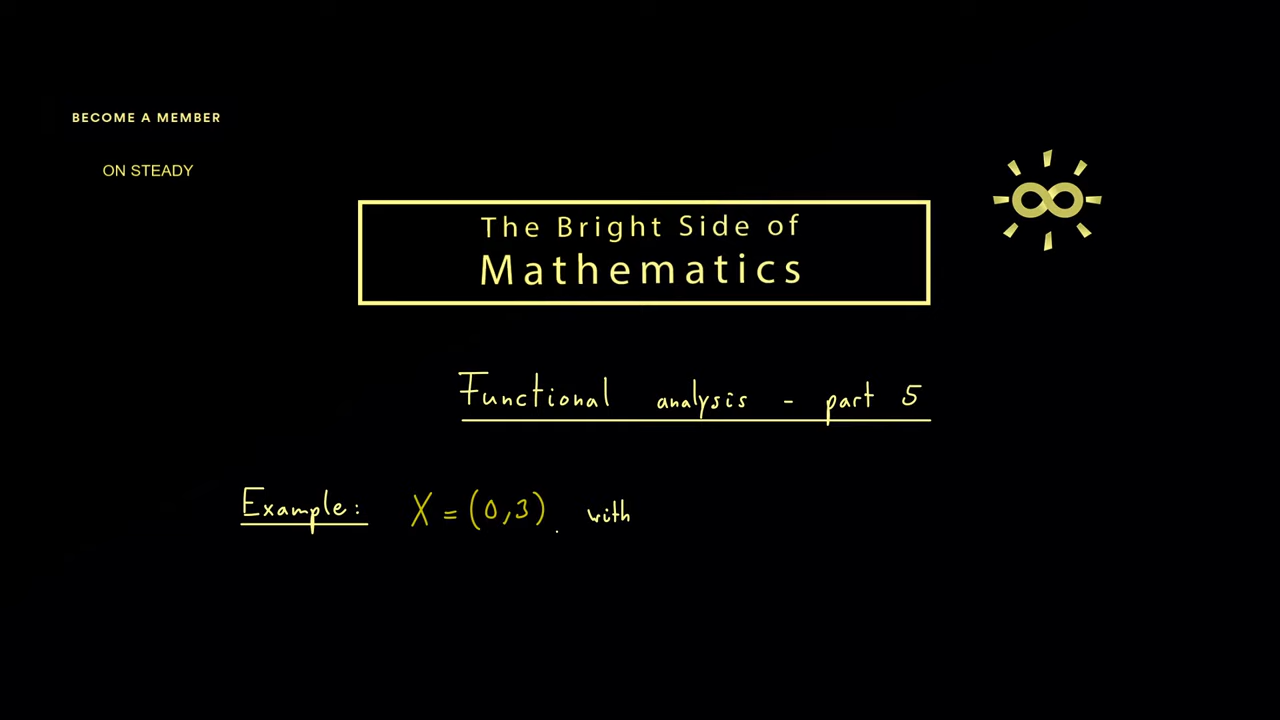 BECOME A MEMBER
ON STEADY
The Bright Side of
Mathematics
Functional analysis - part 5
Example: X = (0,3) with